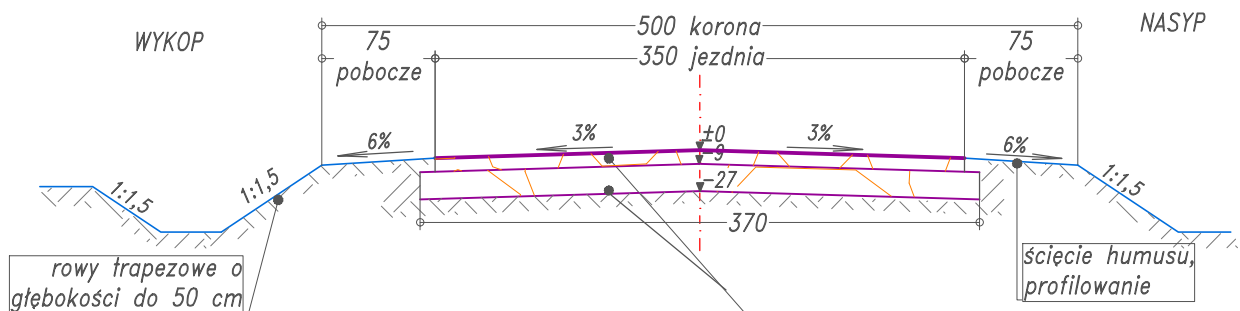 WYKOP
500 korona
NASYP
75
pobocze
350 jezdnia
75
pobocze
6%
3%
±0
3%
6%
-9
-27
1:1,5
1:1,5
1:1,5
370
rowy trapezowe o
głębokości do 50 cm
ścięcie humusu,
profilowanie